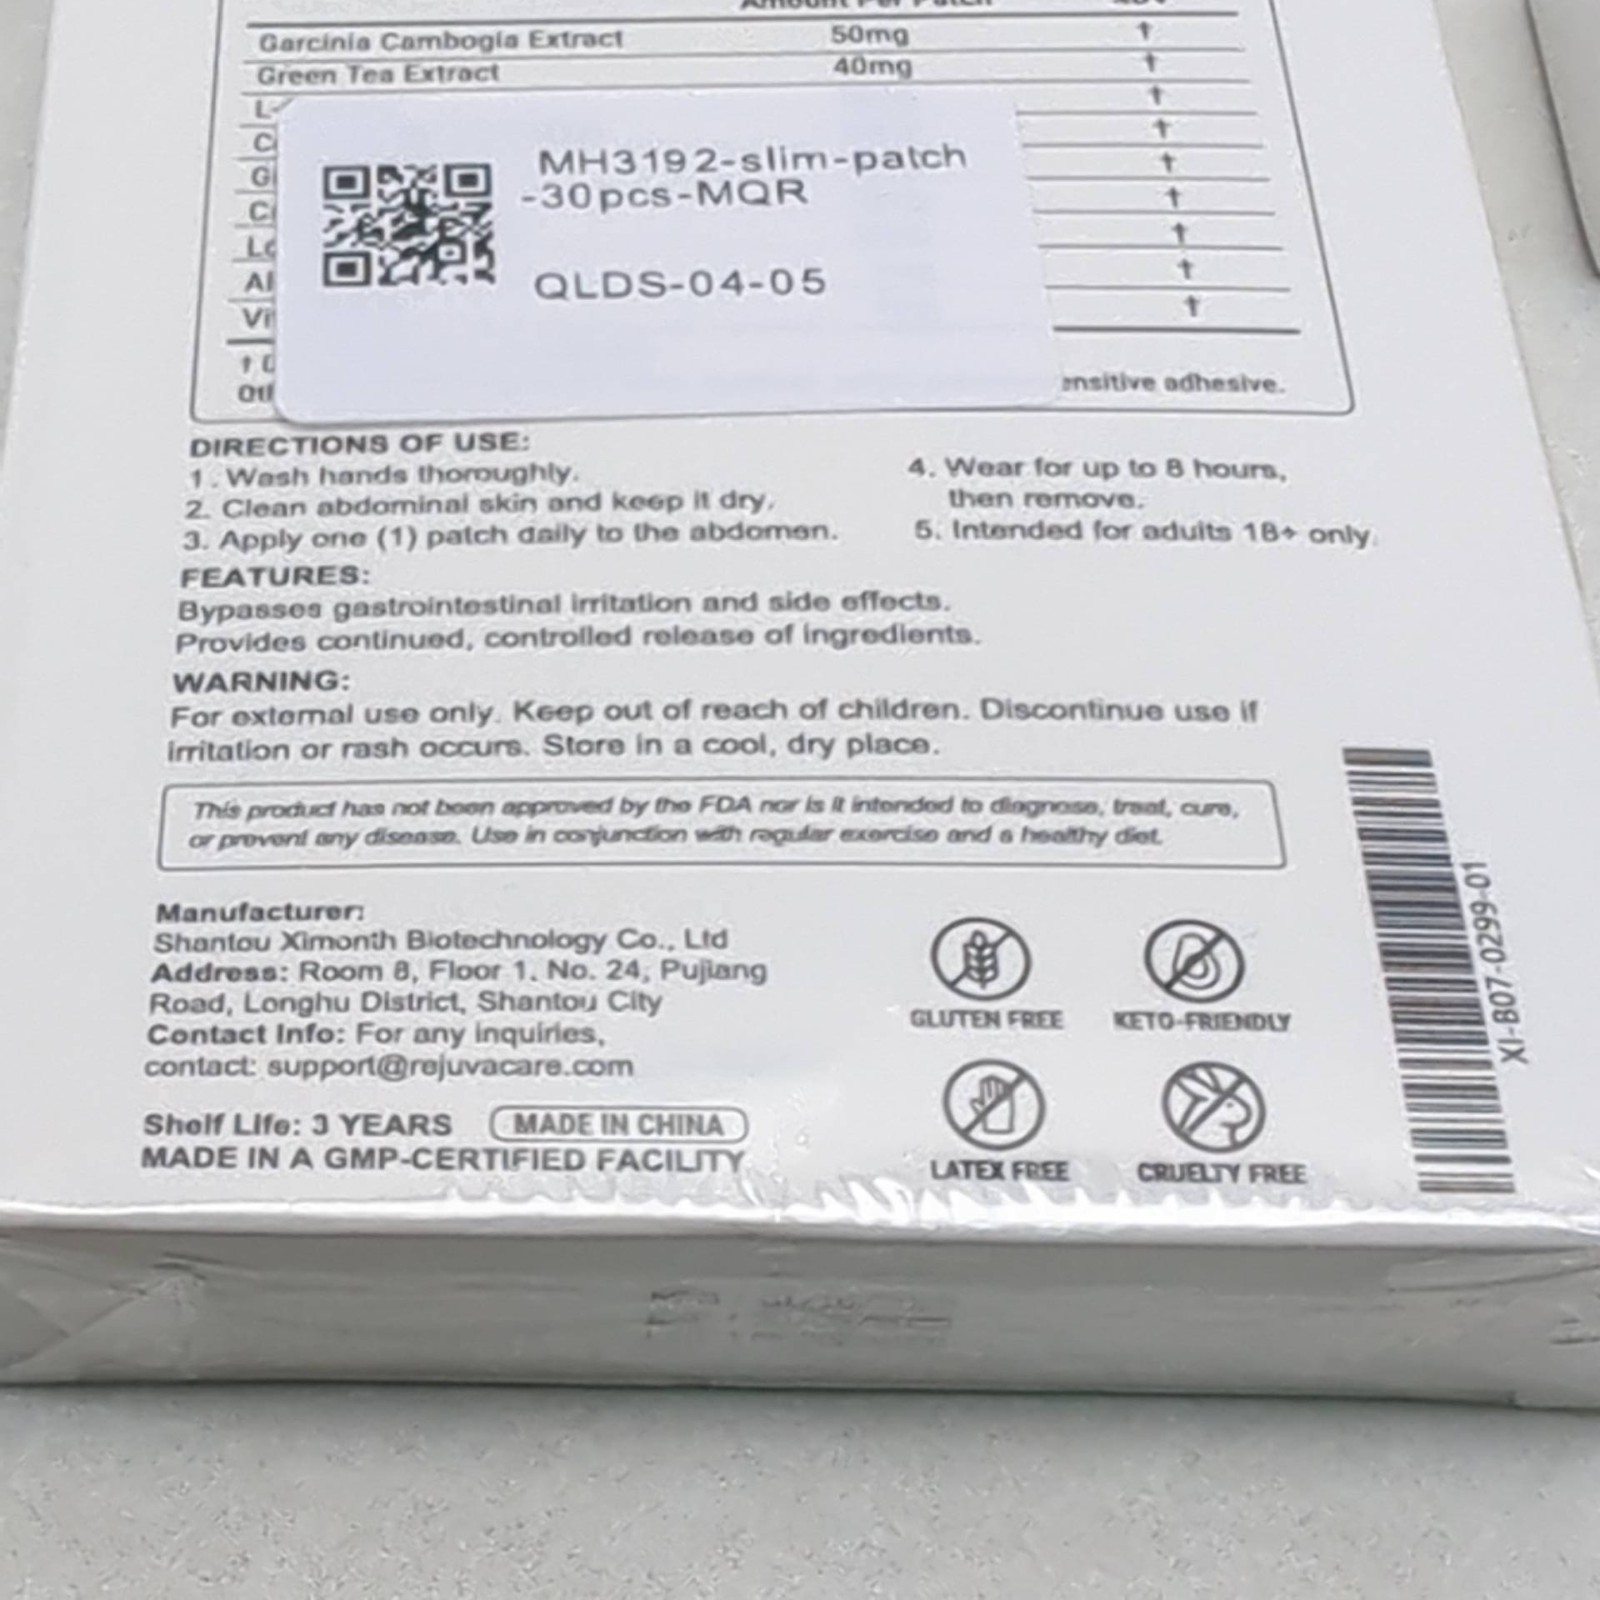 Amount Per Patch
Garcinia Cambogia Extract 50mg †
Green Tea Extract 40mg †
L- †
C †
G †
C †
L †
Al †
Vi †
MH3192-slim-patch
-30pcs-MQR
QLDS-04-05
†
Ot ensitive adhesive.
DIRECTIONS OF USE:
1. Wash hands thoroughly.
2. Clean abdominal skin and keep it dry.
3. Apply one (1) patch daily to the abdomen.
4. Wear for up to 8 hours,
then remove.
5. Intended for adults 18+ only.
FEATURES:
Bypasses gastrointestinal irritation and side effects.
Provides continued, controlled release of ingredients.
WARNING:
For external use only. Keep out of reach of children. Discontinue use if
irritation or rash occurs. Store in a cool, dry place.
This product has not been approved by the FDA nor is it intended to diagnose, treat, cure,
or prevent any disease. Use in conjunction with regular exercise and a healthy diet.
Manufacturer:
Shantou Ximonth Biotechnology Co., Ltd
Address: Room 8, Floor 1, No. 24, Pujiang
Road, Longhu District, Shantou City
Contact Info: For any inquiries,
contact: support@rejuvacare.com
Shelf Life: 3 YEARS MADE IN CHINA
MADE IN A GMP-CERTIFIED FACILITY
GLUTEN FREE
KETO-FRIENDLY
LATEX FREE
CRUELTY FREE
XI-B07-0299-01